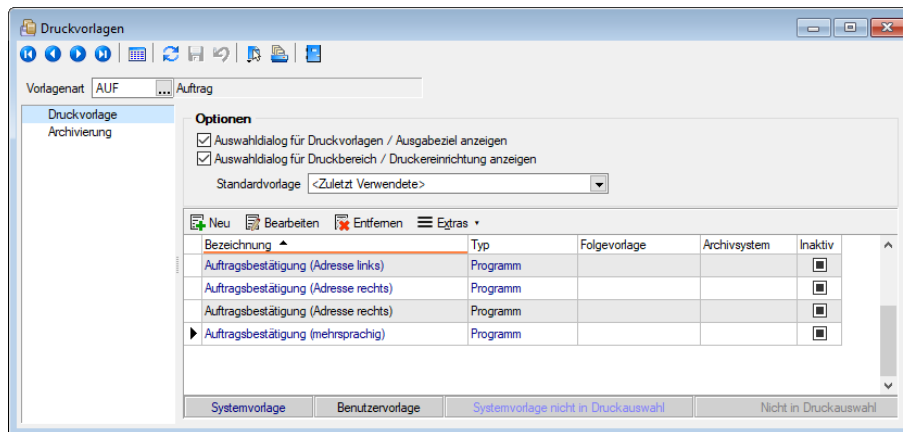 Druckvorlagen
Vorlagenart AUF ... Auftrag
Druckvorlage
Archivierung
Optionen
Auswahldialog für Druckvorlagen / Ausgabeziel anzeigen
Auswahldialog für Druckbereich / Druckereinrichtung anzeigen
Standardvorlage <Zuletzt Verwendete>
Neu Bearbeiten Entfernen Extras
Bezeichnung Typ Folgevorlage Archivsystem Inaktiv
Auftragsbestätigung (Adresse links) Programm
Auftragsbestätigung (Adresse rechts) Programm
Auftragsbestätigung (Adresse rechts) Programm
Auftragsbestätigung (mehrsprachig) Programm
Systemvorlage Benutzervorlage Systemvorlage nicht in Druckauswahl Nicht in Druckauswahl